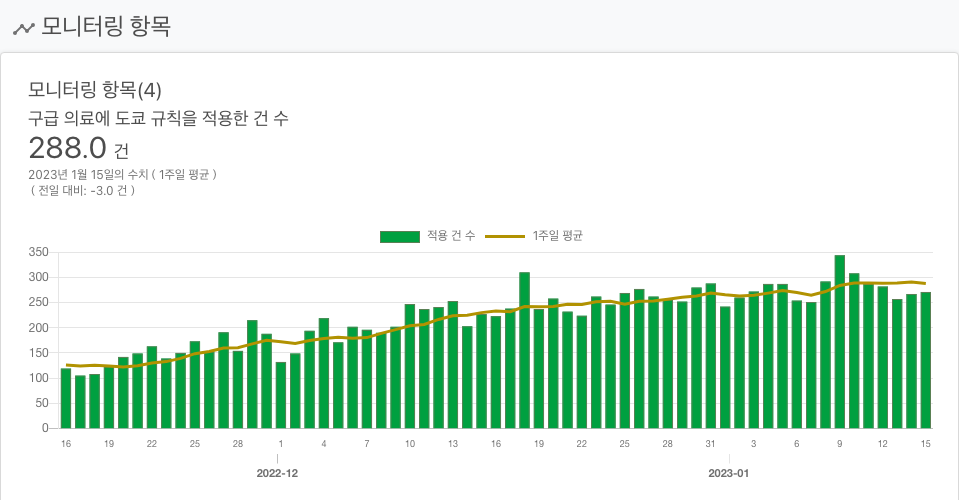 모니터링 항목
모니터링 항목(4)
구급 의료에 도쿄 규칙을 적용한 건 수
288.0 건
2023년 1월 15일의 수치 ( 1주일 평균 )
( 전일 대비: -3.0 건 )
적용 건 수 1주일 평균
350
300
250
200
150
100
50
0
16 19 22 25 28 1 4 7 10 13 16 19 22 25 28 31 3 6 9 12 15
2022-12 2023-01